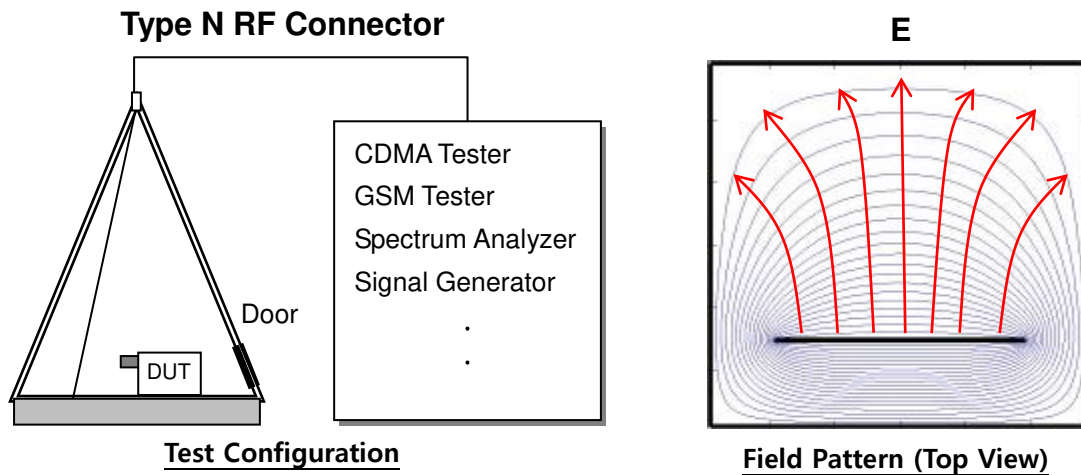 Type N RF Connector
CDMA Tester
GSM Tester
Spectrum Analyzer
Signal Generator
.
.
Door
DUT
Test Configuration
E
Field Pattern (Top View)